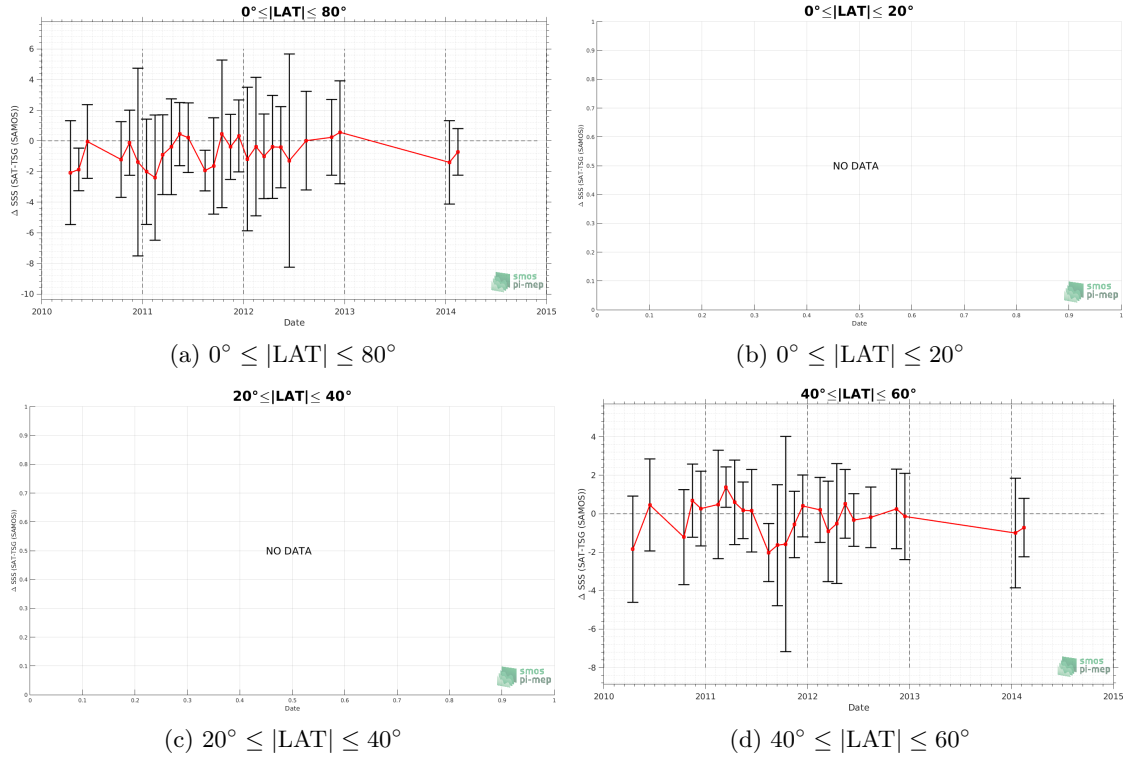 0°≤|LAT|≤ 80°
Δ SSS (SAT-TSG (SAMOS))
6
4
2
0
-2
-4
-6
-8
-10
2010
2011
2012
2013
2014
2015
Date
smos
pi-mep
(a) 0° ≤ |LAT| ≤ 80°
0°≤|LAT|≤ 20°
Δ SSS (SAT-TSG (SAMOS))
1
0.9
0.8
0.7
0.6
0.5
0.4
0.3
0.2
0.1
0
NO DATA
0
0.1
0.2
0.3
0.4
0.5
0.6
0.7
0.8
0.9
1
Date
smos
pi-mep
(b) 0° ≤ |LAT| ≤ 20°
20°≤|LAT|≤ 40°
Δ SSS (SAT-TSG (SAMOS))
1
0.9
0.8
0.7
0.6
0.5
0.4
0.3
0.2
0.1
0
NO DATA
0
0.1
0.2
0.3
0.4
0.5
0.6
0.7
0.8
0.9
1
Date
smos
pi-mep
(c) 20° ≤ |LAT| ≤ 40°
40°≤|LAT|≤ 60°
Δ SSS (SAT-TSG (SAMOS))
4
2
0
-2
-4
-6
-8
2010
2011
2012
2013
2014
2015
Date
smos
pi-mep
(d) 40° ≤ |LAT| ≤ 60°